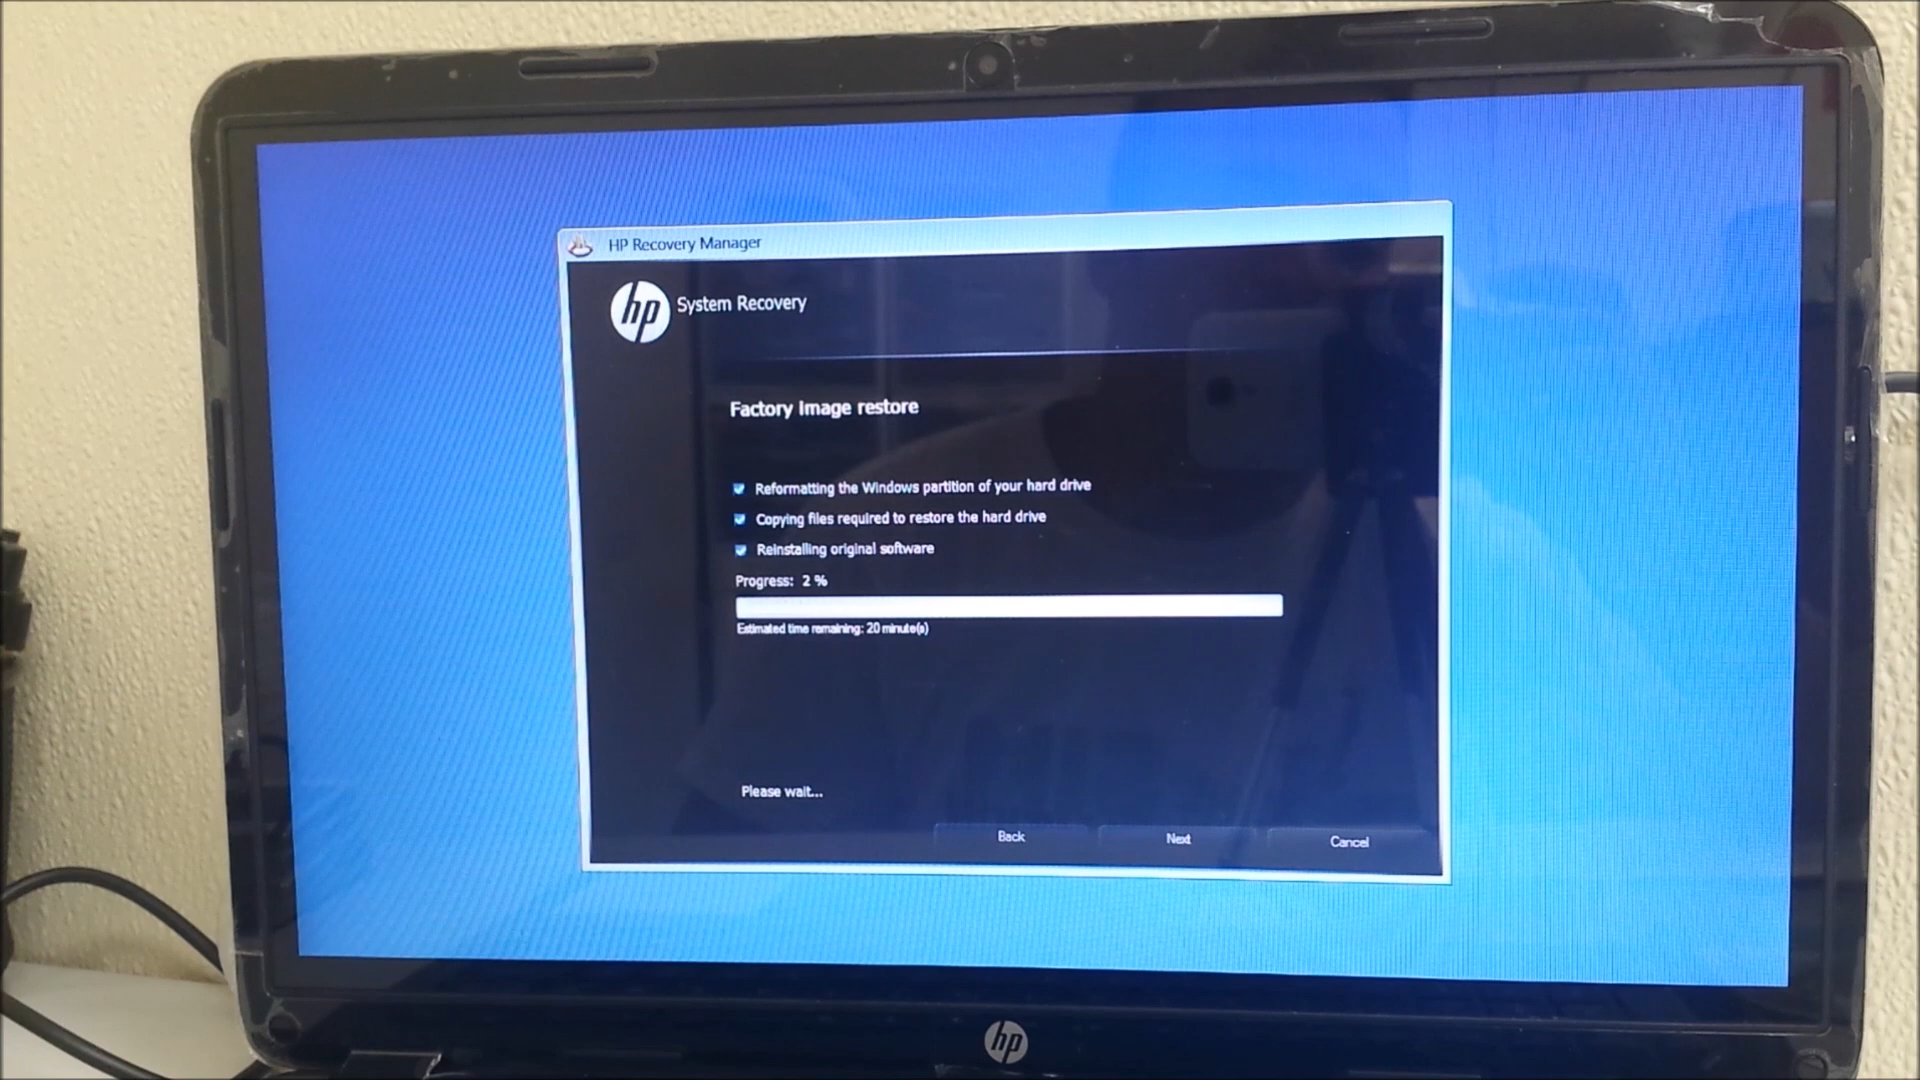 HP Recovery Manager
hp
System Recovery
Factory Image restore
Reformatting the Windows partition of your hard drive
Copying files required to restore the hard drive
Reinstalling original software
Progress: 2 %
Estimated time remaining: 20 minute(s)
Please wait...
Back Next Cancel
hp